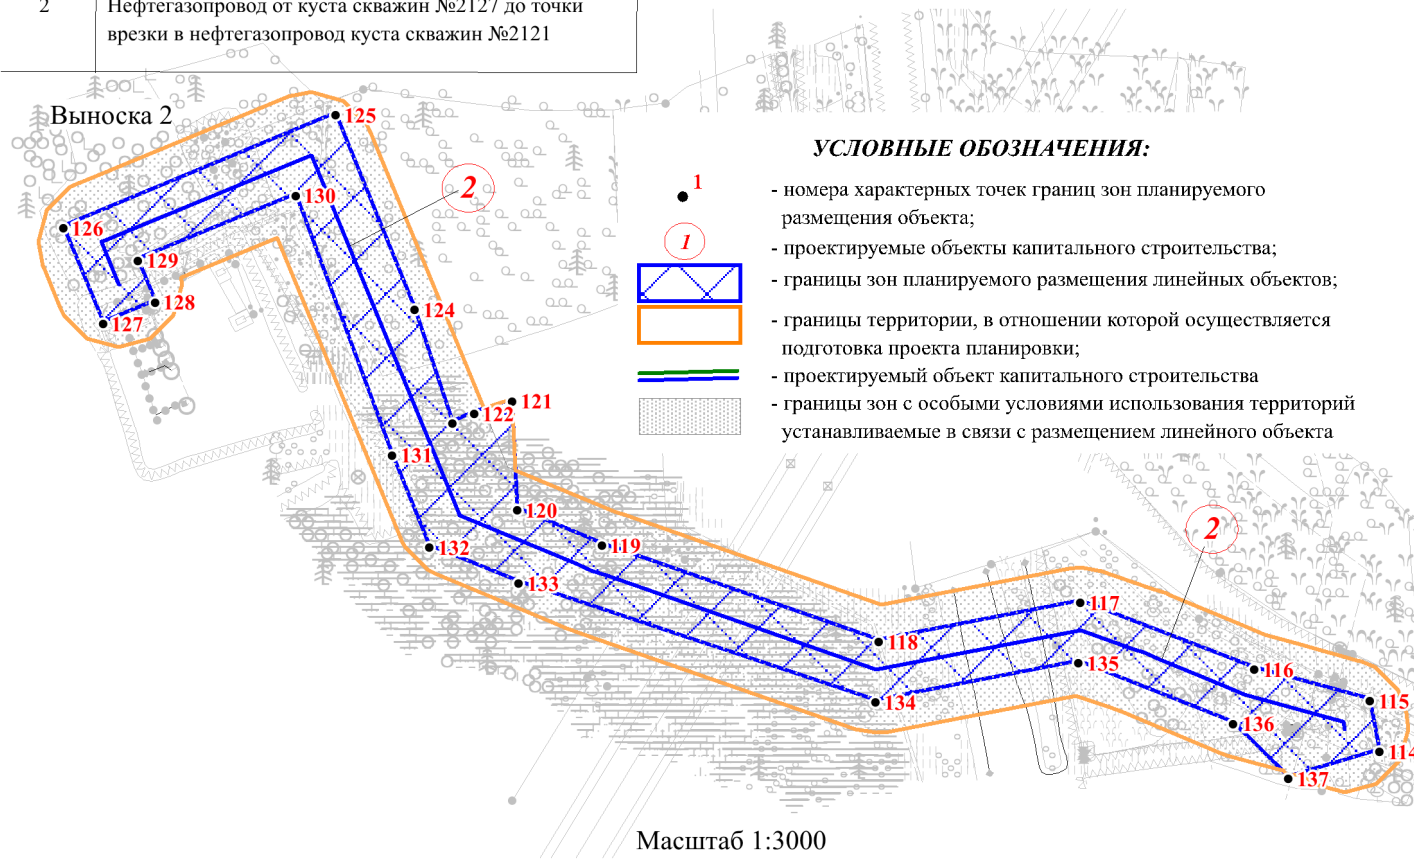 2 Нефтегазопровод от куста скважин №2127 до точки
врезки в нефтегазопровод куста скважин №2121
Выноска 2
125
УСЛОВНЫЕ ОБОЗНАЧЕНИЯ:
1 - номера характерных точек границ зон планируемого
размещения объекта;
1 - проектируемые объекты капитального строительства;
- границы зон планируемого размещения линейных объектов;
- границы территории, в отношении которой осуществляется
подготовка проекта планировки;
- проектируемый объект капитального строительства
- границы зон с особыми условиями использования территорий
устанавливаемые в связи с размещением линейного объекта
2
130
126
129
128
127
124
121
122
131
120
2
132
119
133
117
118
135
116
134
115
136
114
137
Масштаб 1:3000